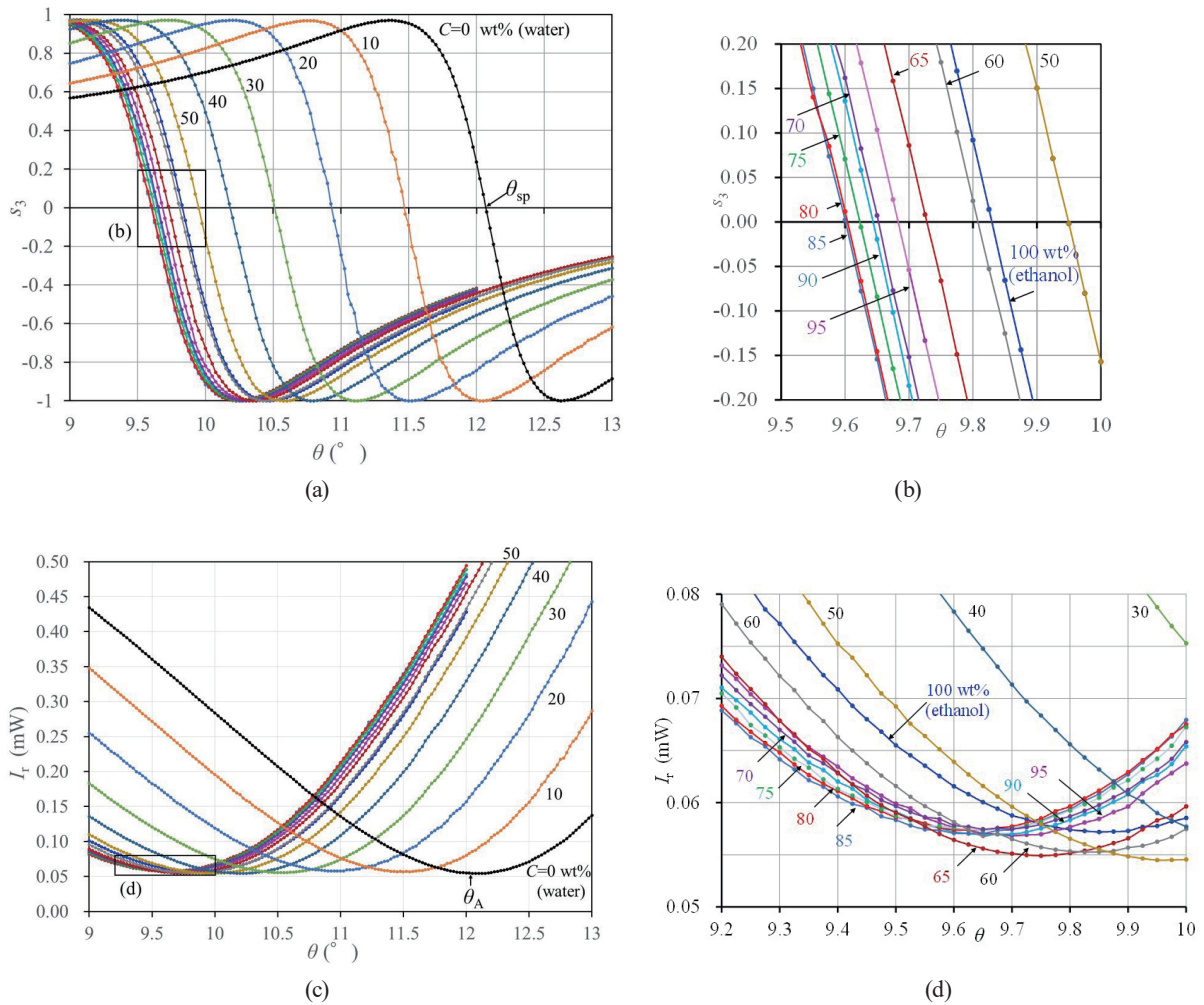 1
0.8
0.6
0.4
0.2
0
-0.2
-0.4
-0.6
-0.8
-1
s3
C=0 wt% (water)
10
20
30
40
50
θsp
(b)
9 9.5 10 10.5 11 11.5 12 12.5 13
θ (°)
(a)
0.20
0.15
0.10
0.05
0.00
-0.05
-0.10
-0.15
-0.20
s3
65
60
50
70
75
80
85
90
95
100 wt%
(ethanol)
9.5 9.6 9.7 9.8 9.9 10
θ
(b)
0.50
0.45
0.40
0.35
0.30
0.25
0.20
0.15
0.10
0.05
0.00
Ir (mW)
50
40
30
20
10
C=0 wt%
(water)
(d)
θA
9 9.5 10 10.5 11 11.5 12 12.5 13
θ (°)
(c)
0.08
0.07
0.06
0.05
Ir (mW)
60
50
40
30
100 wt%
(ethanol)
70
75
80
85
95
90
65
60
9.2 9.3 9.4 9.5 9.6 9.7 9.8 9.9 10
θ
(d)